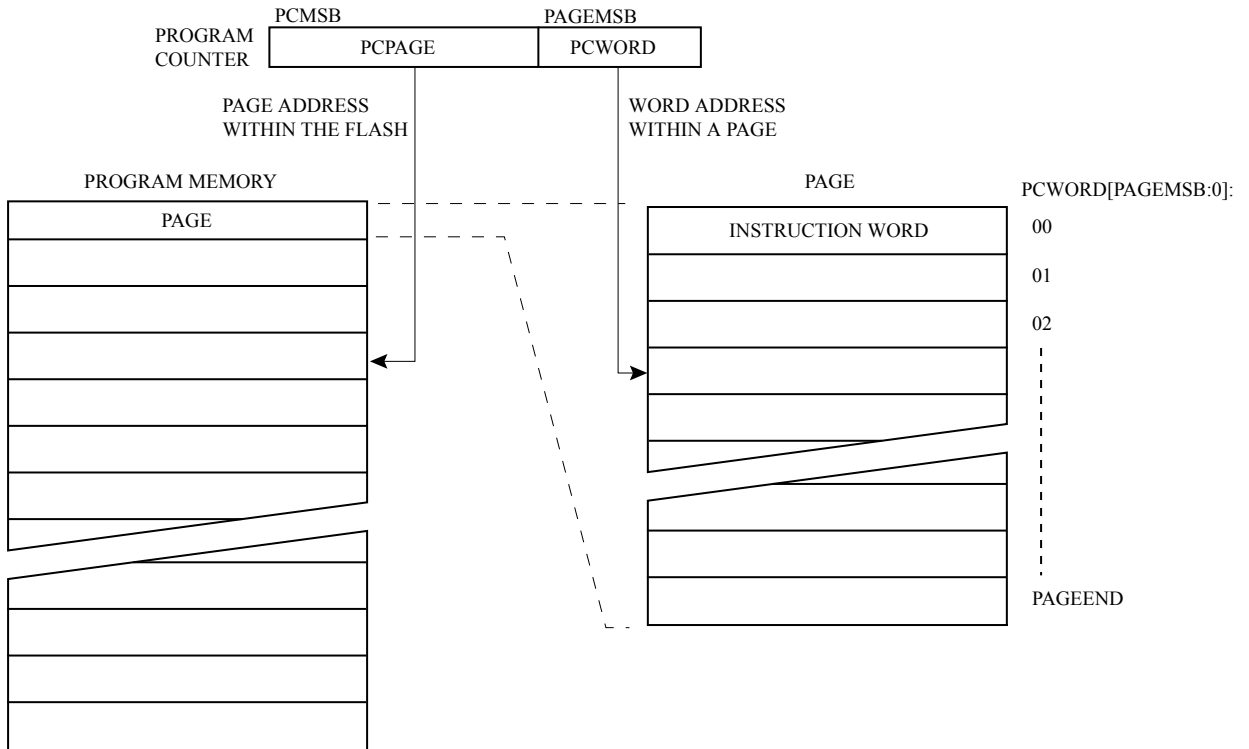 PCMSB
PAGEMSB
PROGRAM
COUNTER
PCPAGE
PCWORD
PAGE ADDRESS
WITHIN THE FLASH
WORD ADDRESS
WITHIN A PAGE
PROGRAM MEMORY
PAGE
PAGE
PCWORD[PAGEMSB:0]:
INSTRUCTION WORD
00
01
02
PAGEEND